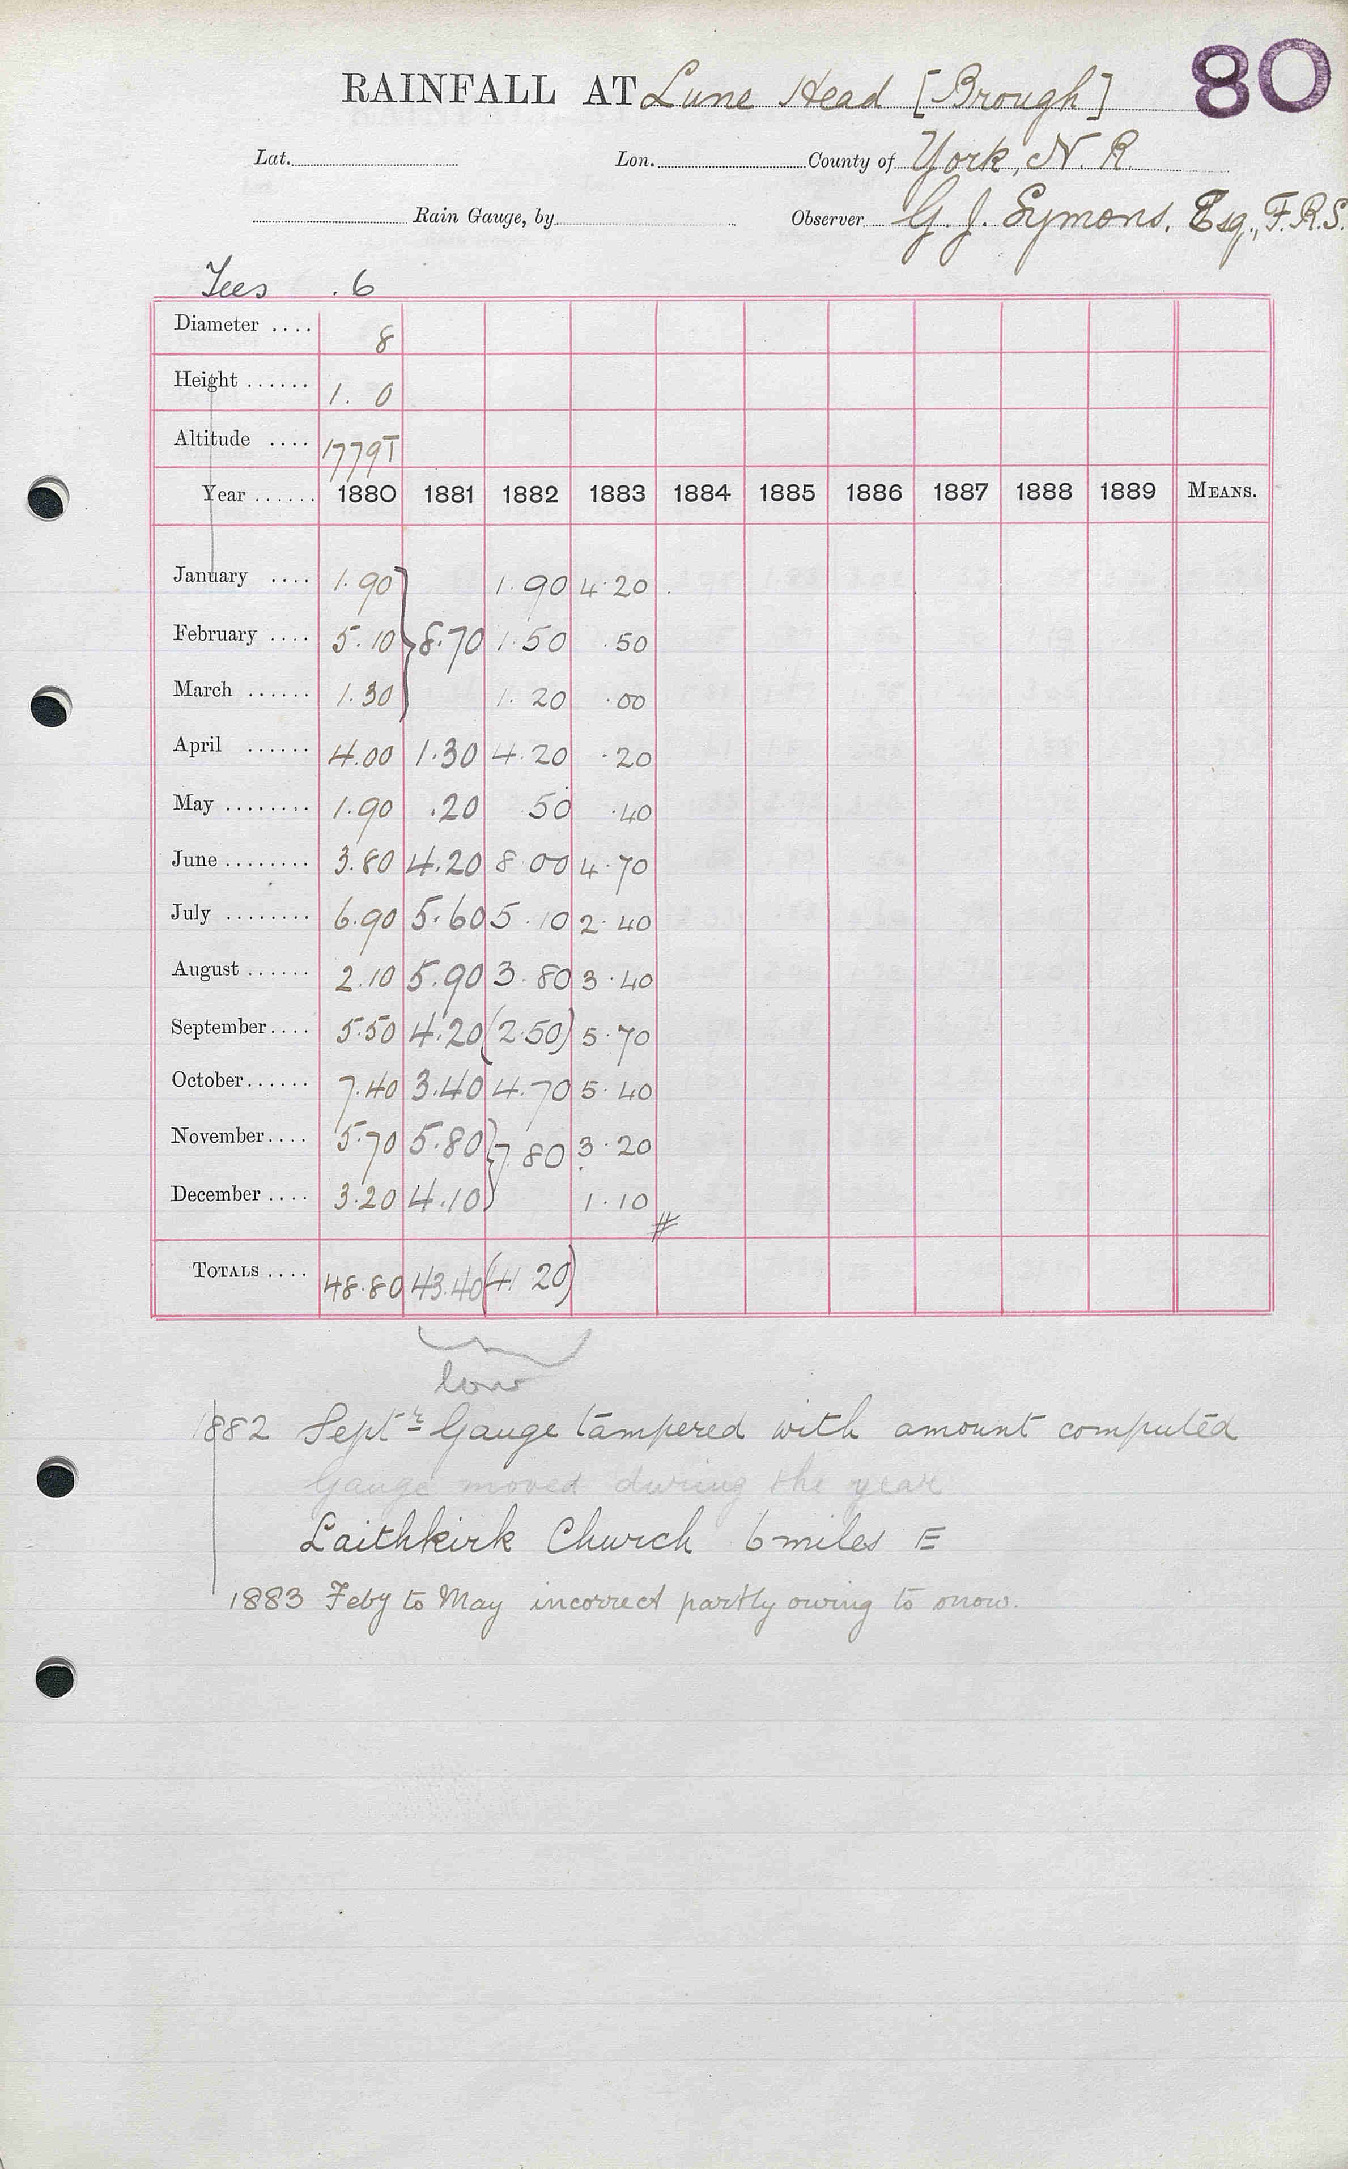 RAINFALL AT Lune Head [Brough] 80
Lat. Lon. County of York, N. R.
Rain Gauge, by Observer G. J. Symons, Esq., F.R.S.
Tees .6
Diameter .... 8
Height ...... 1. 0
Altitude .... 1779T
Year ...... 1880 1881 1882 1883 1884 1885 1886 1887 1888 1889 MEANS.
January .... 1.90 } 1.90 4.20
February .... 5.10 8.70 1.50 .50
March ...... 1.30 1.20 .00
April ...... 4.00 1.30 4.20 .20
May ........ 1.90 .20 .50 .40
June ........ 3.80 4.20 8.00 4.70
July ........ 6.90 5.60 5.10 2.40
August ...... 2.10 5.90 3.80 3.40
September .... 5.50 4.20 (2.50) 5.70
October ...... 7.40 3.40 4.70 5.40
November .... 5.70 5.80 } 7.80 3.20
December .... 3.20 4.10 1.10 #
TOTALS .... 48.80 43.40 (41 20)
low
1882 Septr Gauge tampered with amount computed
Gauge moved during the year
Laithkirk Church 6 miles E
1883 Feby to May incorrect partly owing to snow.